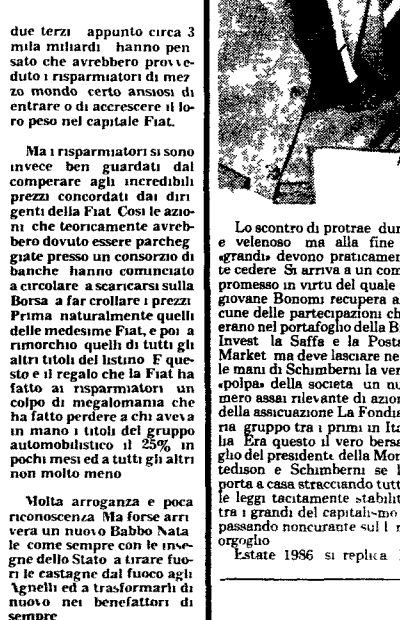 due terzi appunto circa 3
mila miliardi hanno pen
sato che avrebbero provve-
duto i risparmiatori di mez
zo mondo certo ansiosi di
entrare o di accrescere il lo-
ro peso nel capitale Fiat.
Ma i risparmiatori si sono
invece ben guardati dal
comperare agli incredibili
prezzi concordati dai diri
genti della Fiat Così le azio-
ni che teoricamente avreb-
bero dovuto essere parcheg
giate presso un consorzio di
banche hanno cominciato
a circolare a scaricarsi sulla
Borsa a far crollare i prezzi
Prima naturalmente quelli
delle medesime Fiat, e poi a
rimorchio quelli di tutti gli
altri titoli del listino E que-
sto e il regalo che la Fiat ha
fatto ai risparmiatori un
colpo di megalomania che
ha fatto perdere a chi aveva
in mano i titoli del gruppo
automobilistico il 25% in
pochi mesi ed a tutti gli altri
non molto meno
Molta arroganza e poca
riconoscenza Ma forse arri
vera un nuovo Babbo Nata
le come sempre con le inse-
gne dello Stato a tirare fuo-
ri le castagne dal fuoco agli
Agnelli ed a trasformarli di
nuovo nei benefattori di
sempre
Lo scontro di protrae dur
e velenoso ma alla fine
«grandi» devono praticamen
te cedere Si arriva a un com
promesso in virtu del quale
giovane Bonomi recupera al
cune delle partecipazioni ch
erano nel portafoglio della B
Invest la Saffa e la Posta
Market ma deve lasciare ne
le mani di Schimberni la ver
«polpa» della societa un nu
mero assai rilevante di azion
della assicuazione La Fondia
ria gruppo tra i primi in Ita
lia Era questo il vero bersa
glio del presidente della Mon
tedison e Schimberni se l
porta a casa stracciando tutt
le leggi tacitamente stabilit
tra i grandi del capitalismo
passando noncurante sul l
orgoglio
Estate 1986 si replica